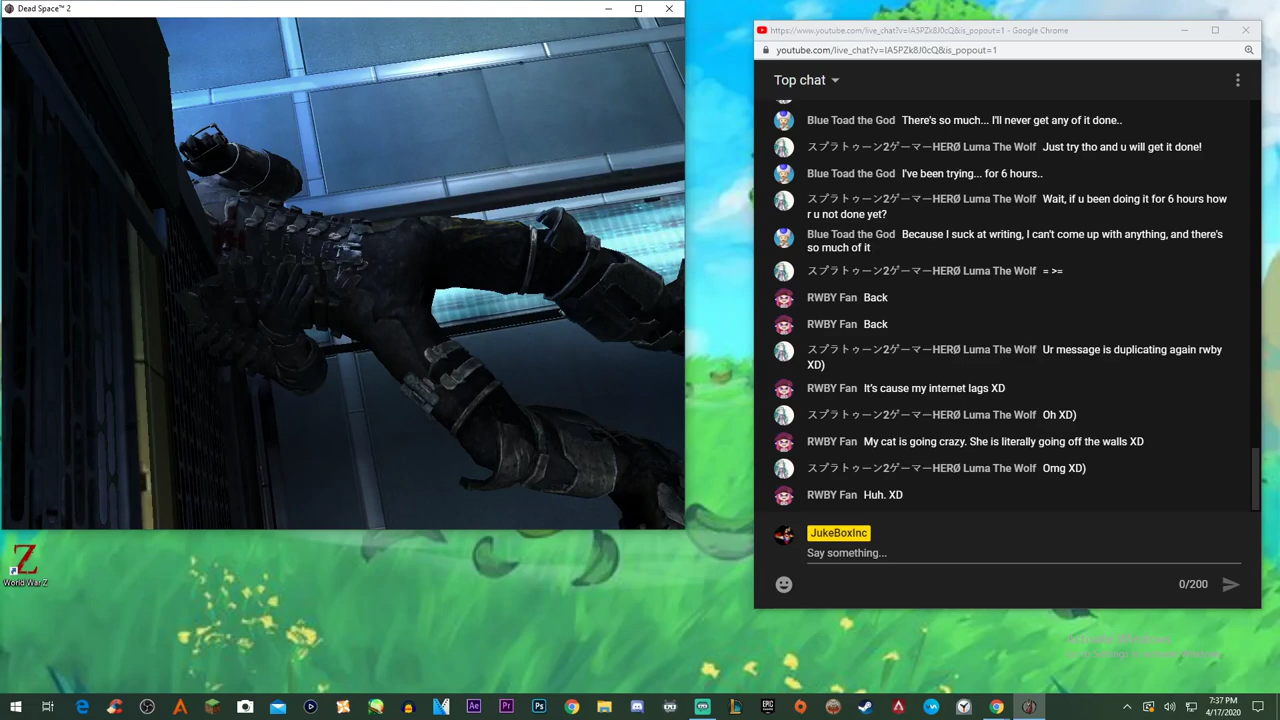 Dead Space™ 2
https://www.youtube.com/live_chat?v=IA5PZk8J0cQ&is_popout=1 - Google Chrome
youtube.com/live_chat?v=IA5PZk8J0cQ&is_popout=1
Top chat
Blue Toad the God There's so much... I'll never get any of it done..
スプラトゥーン2ゲーマーHERØ Luma The Wolf Just try tho and u will get it done!
Blue Toad the God I've been trying... for 6 hours..
スプラトゥーン2ゲーマーHERØ Luma The Wolf Wait, if u been doing it for 6 hours how
r u not done yet?
Blue Toad the God Because I suck at writing, I can't come up with anything, and there's
so much of it
スプラトゥーン2ゲーマーHERØ Luma The Wolf = >=
RWBY Fan Back
RWBY Fan Back
スプラトゥーン2ゲーマーHERØ Luma The Wolf Ur message is duplicating again rwby
XD)
RWBY Fan It's cause my internet lags XD
スプラトゥーン2ゲーマーHERØ Luma The Wolf Oh XD)
RWBY Fan My cat is going crazy. She is literally going off the walls XD
スプラトゥーン2ゲーマーHERØ Luma The Wolf Omg XD)
RWBY Fan Huh. XD
JukeBoxInc
Say something...
0/200
Z
World War Z
Ae
Pr
Ps
EPIC
7:37 PM
4/17/2020